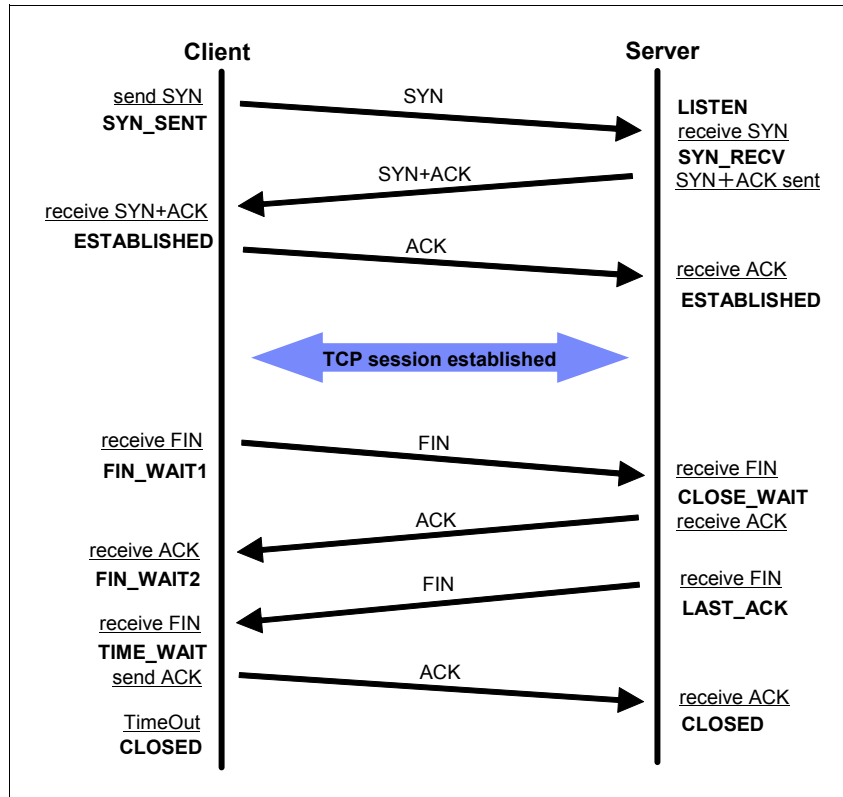 Client
Server
send SYN
SYN_SENT
SYN
LISTEN
receive SYN
SYN_RECV
SYN+ACK sent
SYN+ACK
receive SYN+ACK
ESTABLISHED
ACK
receive ACK
ESTABLISHED
TCP session established
receive FIN
FIN_WAIT1
FIN
receive FIN
CLOSE_WAIT
receive ACK
ACK
receive ACK
FIN_WAIT2
FIN
receive FIN
LAST_ACK
receive FIN
TIME_WAIT
send ACK
ACK
receive ACK
CLOSED
TimeOut
CLOSED